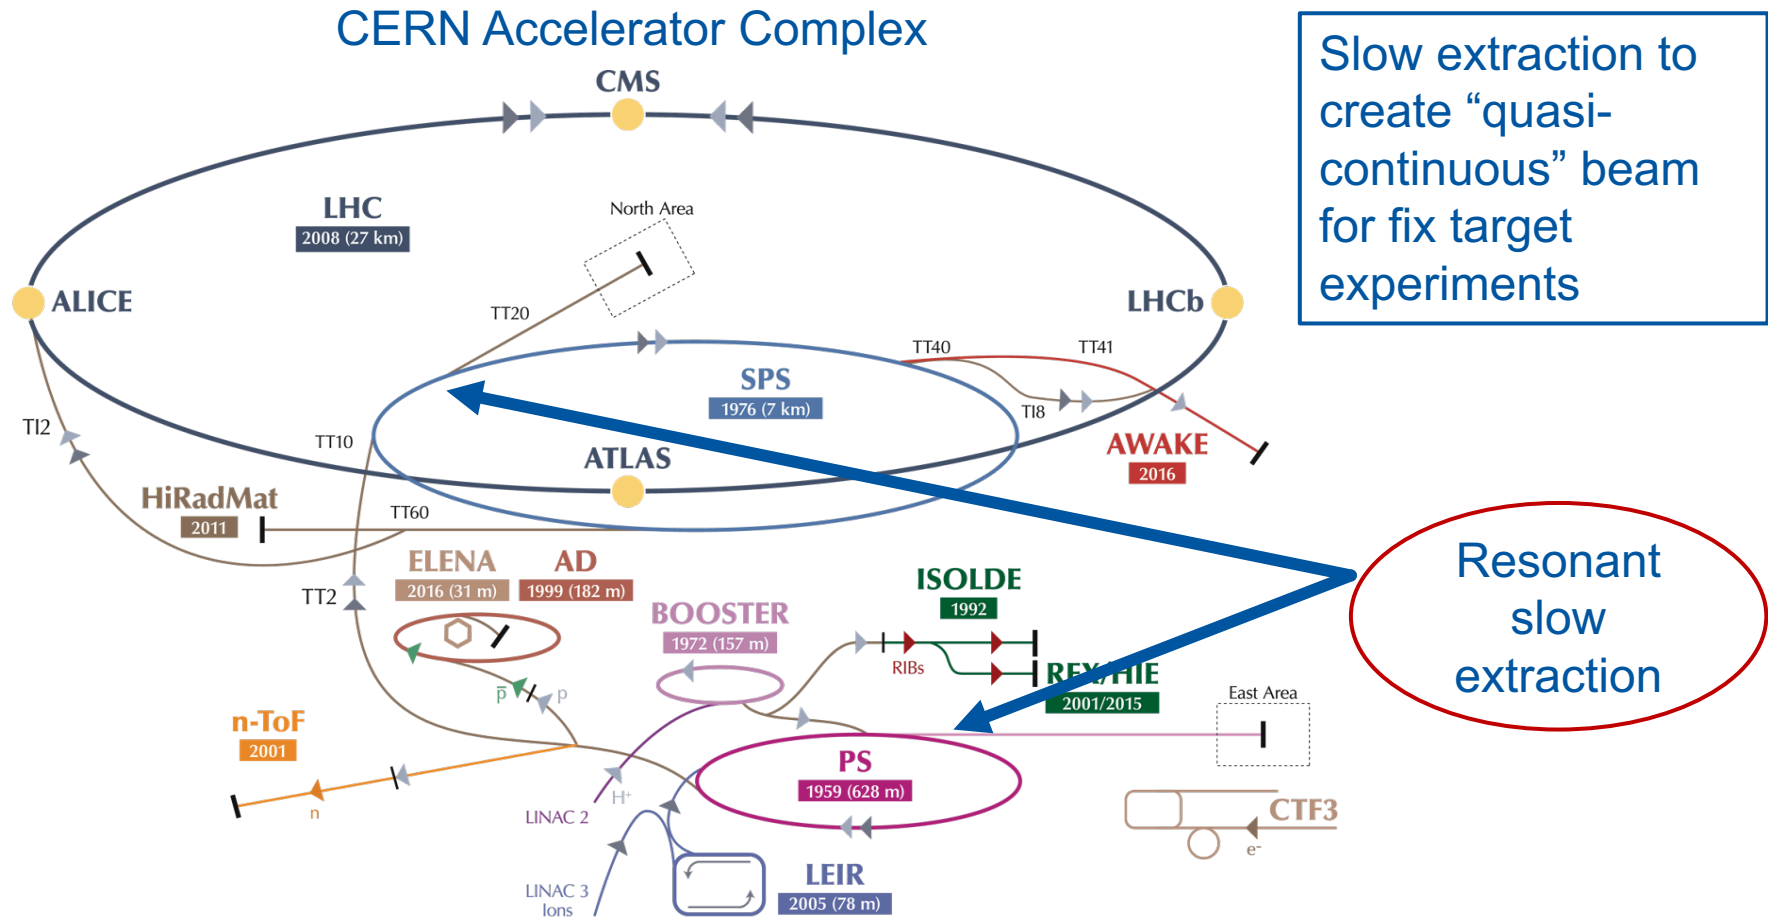 CERN Accelerator Complex
Slow extraction to
create “quasi-
continuous” beam
for fix target
experiments
CMS
LHC
2008 (27 km)
North Area
ALICE
LHCb
TT20
TT40
TT41
SPS
1976 (7 km)
TI8
TI2
TT10
ATLAS
AWAKE
2016
HiRadMat
2011
TT60
ELENA
2016 (31 m)
AD
1999 (182 m)
TT2
ISOLDE
1992
BOOSTER
1972 (157 m)
RIBs
REX/HIE
2001/2015
East Area
Resonant
slow
extraction
p̅
p
n-ToF
2001
n
PS
1959 (628 m)
H⁺
LINAC 2
CTF3
e⁻
LEIR
2005 (78 m)
LINAC 3
Ions